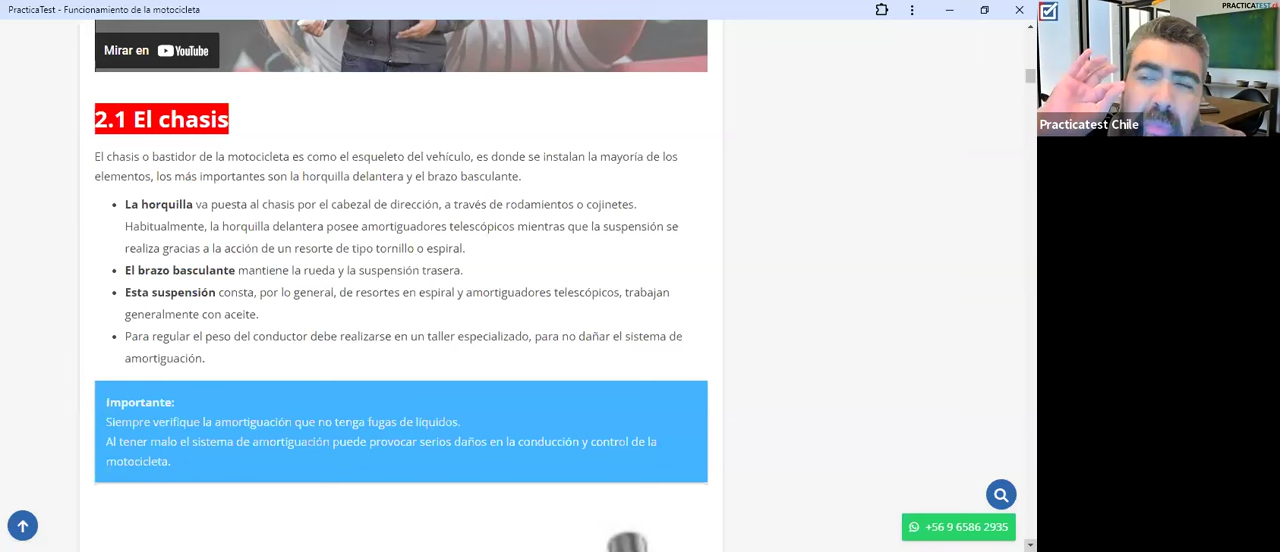 PracticaTest - Funcionamiento de la motocicleta
PRACTICATEST
Mirar en YouTube
2.1 El chasis
Practicatest Chile
El chasis o bastidor de la motocicleta es como el esqueleto del vehículo, es donde se instalan la mayoría de los
elementos, los más importantes son la horquilla delantera y el brazo basculante.
La horquilla va puesta al chasis por el cabezal de dirección, a través de rodamientos o cojinetes.
Habitualmente, la horquilla delantera posee amortiguadores telescópicos mientras que la suspensión se
realiza gracias a la acción de un resorte de tipo tornillo o espiral.
El brazo basculante mantiene la rueda y la suspensión trasera.
Esta suspensión consta, por lo general, de resortes en espiral y amortiguadores telescópicos, trabajan
generalmente con aceite.
Para regular el peso del conductor debe realizarse en un taller especializado, para no dañar el sistema de
amortiguación.
Importante:
Siempre verifique la amortiguación que no tenga fugas de líquidos.
Al tener malo el sistema de amortiguación puede provocar serios daños en la conducción y control de la
motocicleta.
+56 9 6586 2935